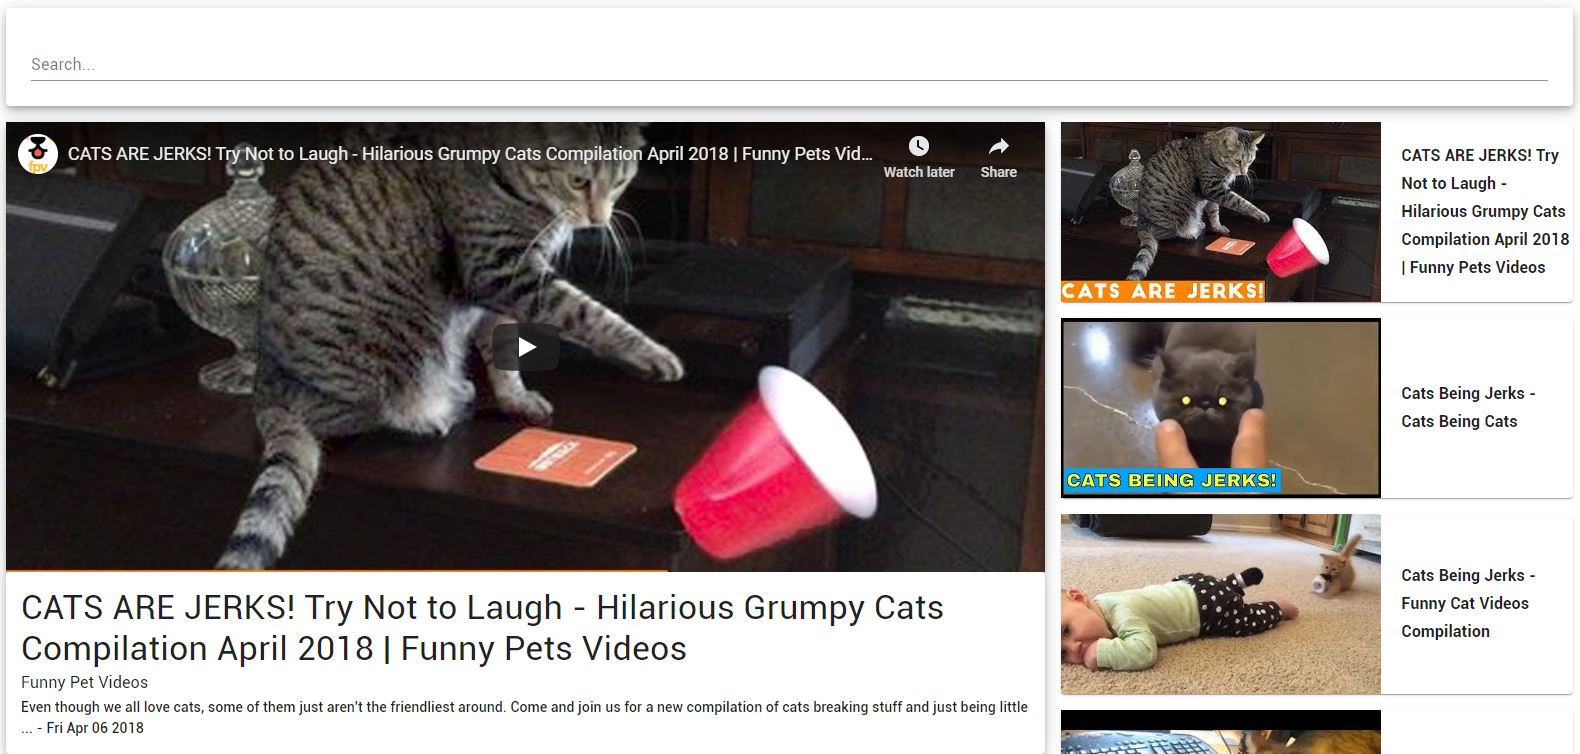 Search...
fpv
CATS ARE JERKS! Try Not to Laugh - Hilarious Grumpy Cats Compilation April 2018 | Funny Pets Vid...
Watch later
Share
CATS ARE JERKS! Try Not to Laugh - Hilarious Grumpy Cats
Compilation April 2018 | Funny Pets Videos
Funny Pet Videos
Even though we all love cats, some of them just aren't the friendliest around. Come and join us for a new compilation of cats breaking stuff and just being little
... - Fri Apr 06 2018
CATS ARE JERKS!
CATS ARE JERKS! Try
Not to Laugh -
Hilarious Grumpy Cats
Compilation April 2018
| Funny Pets Videos
CATS BEING JERKS!
Cats Being Jerks -
Cats Being Cats
Cats Being Jerks -
Funny Cat Videos
Compilation